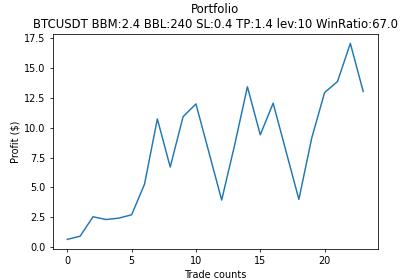 Portfolio
BTCUSDT BBM:2.4 BBL:240 SL:0.4 TP:1.4 lev:10 WinRatio:67.0
17.5
15.0
12.5
10.0
7.5
5.0
2.5
0.0
Profit ($)
0 5 10 15 20
Trade counts